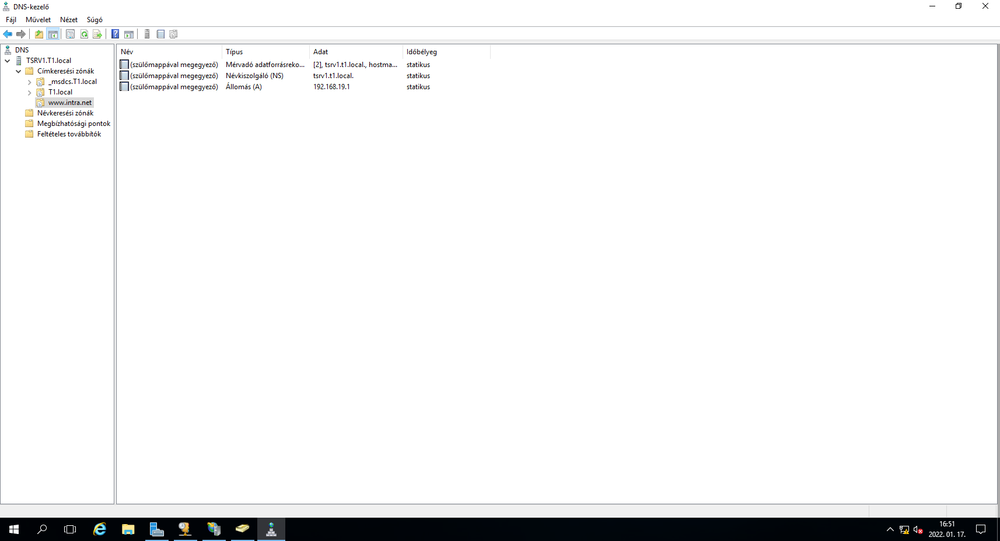 DNS-kezelő
Fájl Művelet Nézet Súgó
DNS
TSRV1.T1.local
Címkeresési zónák
_msdcs.T1.local
T1.local
www.intra.net
Névkeresési zónák
Megbízhatósági pontok
Feltételes továbbítók
Név Típus Adat Időbélyeg
(szülőmappával megegyező) Mérvadó adatforrásreko... [2], tsrv1.t1.local., hostma... statikus
(szülőmappával megegyező) Névkiszolgáló (NS) tsrv1.t1.local. statikus
(szülőmappával megegyező) Állomás (A) 192.168.19.1 statikus
16:51
2022. 01. 17.